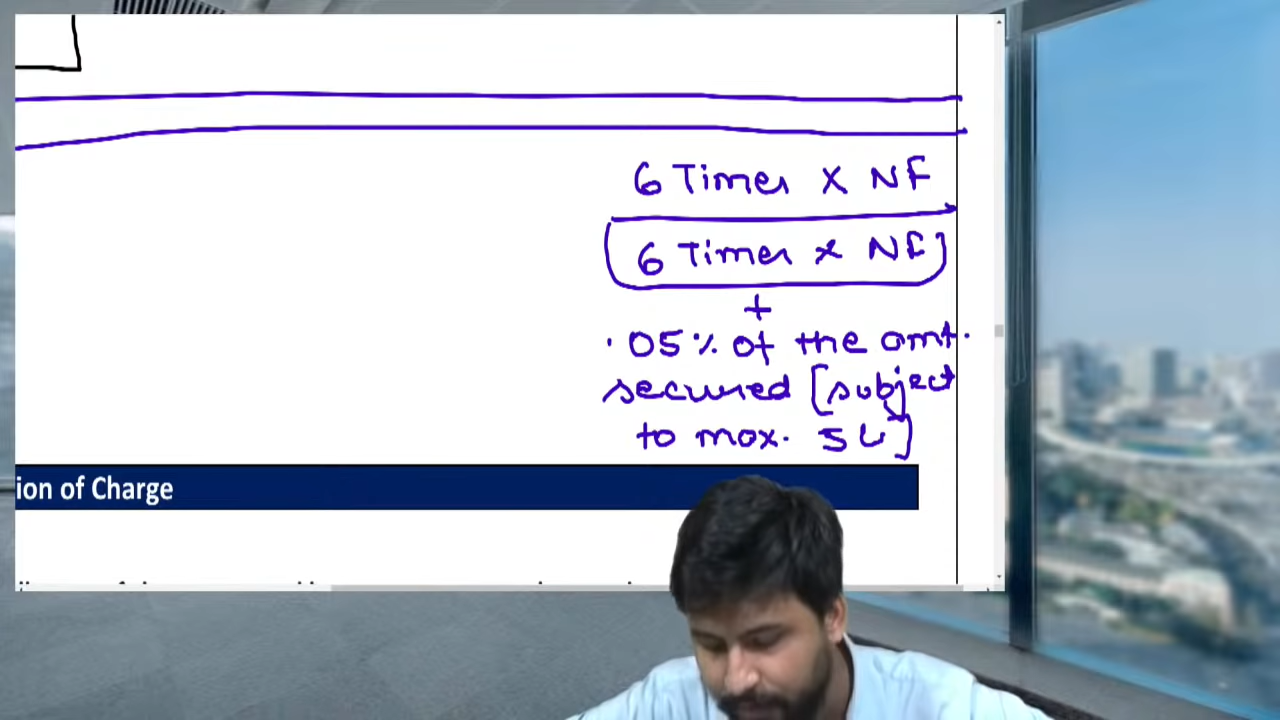 6 Times X NF
[6 Times x NF]
+
.05% of the amt.
secured [subject
to max. 5L]
ion of Charge